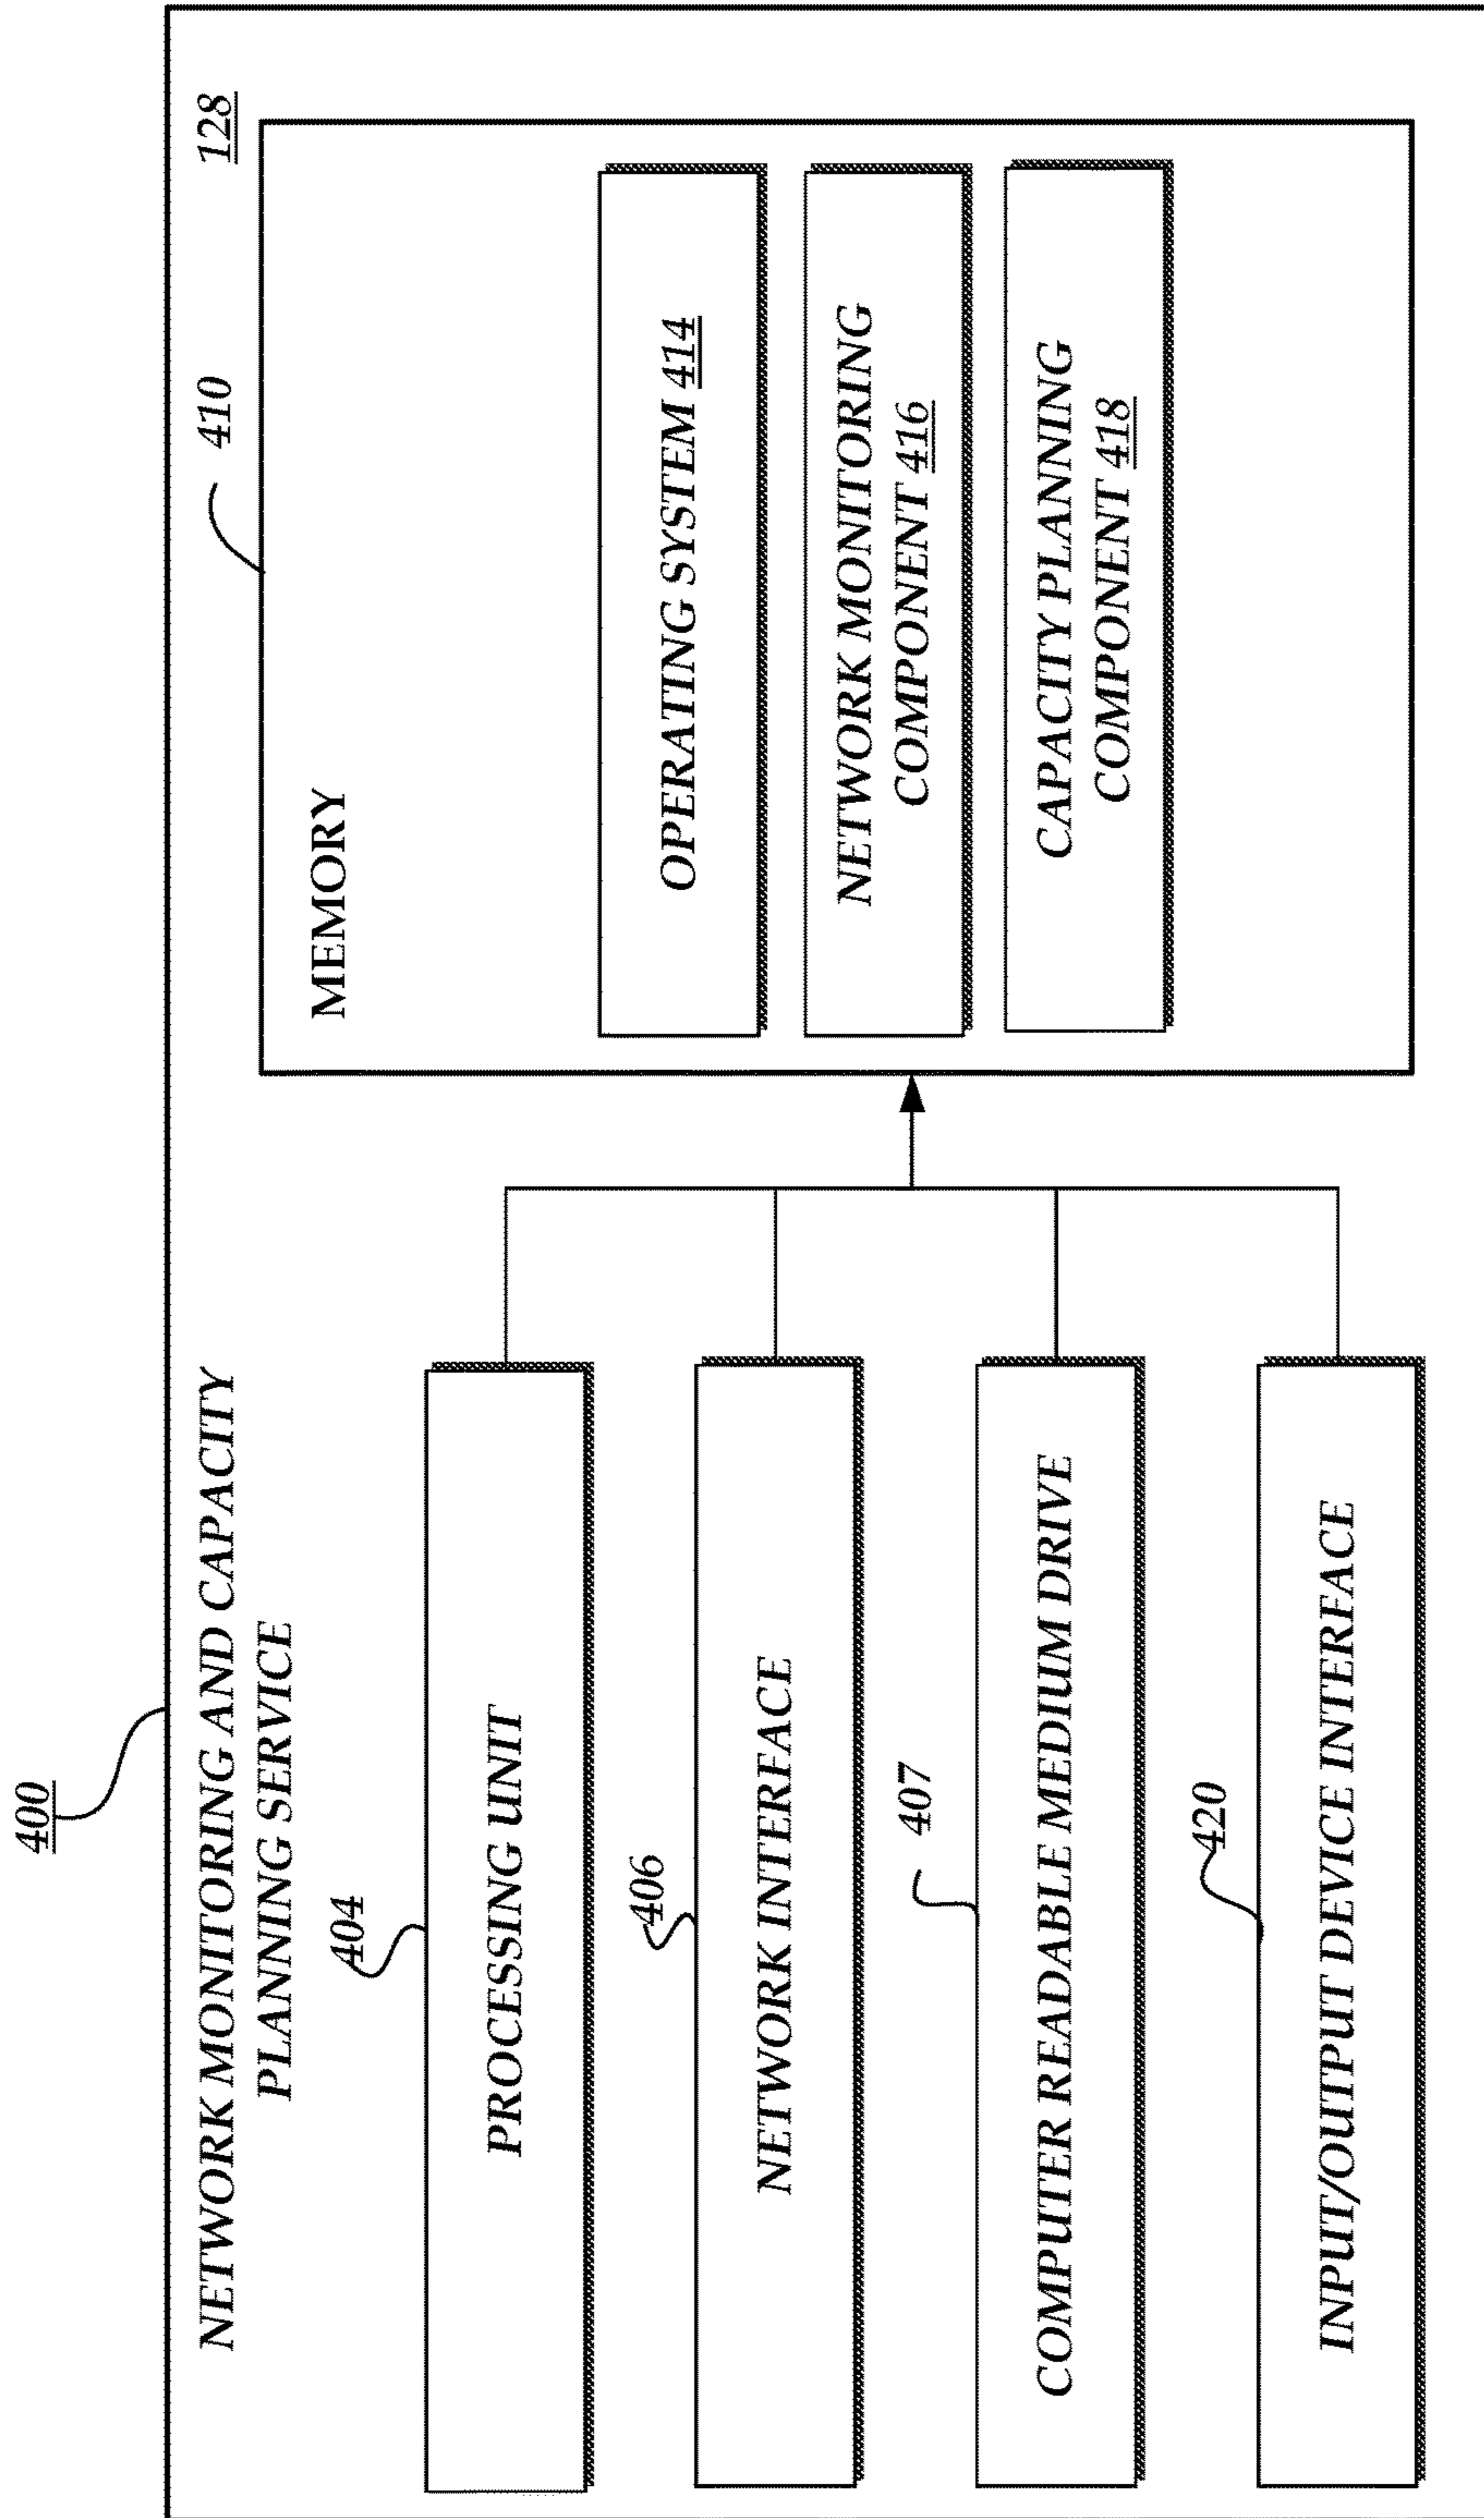 400
NETWORK MONITORING AND CAPACITY
PLANNING SERVICE
128
404
PROCESSING UNIT
406
NETWORK INTERFACE
407
COMPUTER READABLE MEDIUM DRIVE
420
INPUT/OUTPUT DEVICE INTERFACE
410
MEMORY
OPERATING SYSTEM 414
NETWORK MONITORING
COMPONENT 416
CAPACITY PLANNING
COMPONENT 418